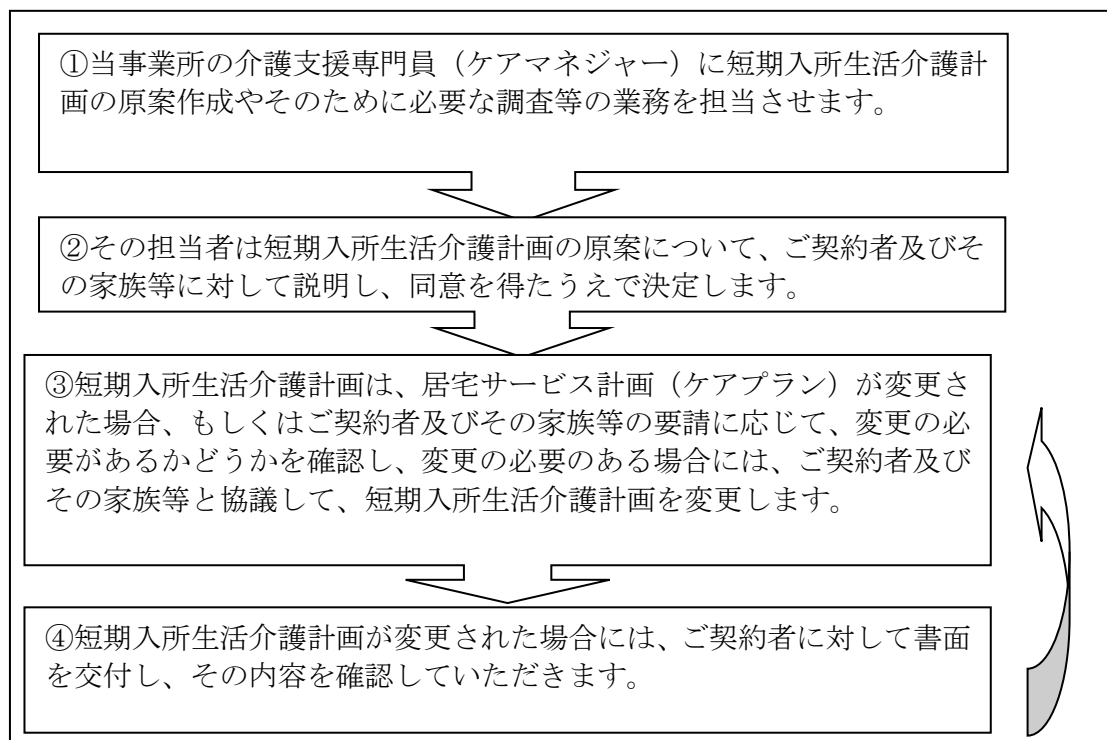 ①当事業所の介護支援専門員（ケアマネジャー）に短期入所生活介護計
画の原案作成やそのために必要な調査等の業務を担当させます。
②その担当者は短期入所生活介護計画の原案について、ご契約者及びそ
の家族等に対して説明し、同意を得たうえで決定します。
③短期入所生活介護計画は、居宅サービス計画（ケアプラン）が変更さ
れた場合、もしくはご契約者及びその家族等の要請に応じて、変更の必
要があるかどうかを確認し、変更の必要のある場合には、ご契約者及び
その家族等と協議して、短期入所生活介護計画を変更します。
④短期入所生活介護計画が変更された場合には、ご契約者に対して書面
を交付し、その内容を確認していただきます。